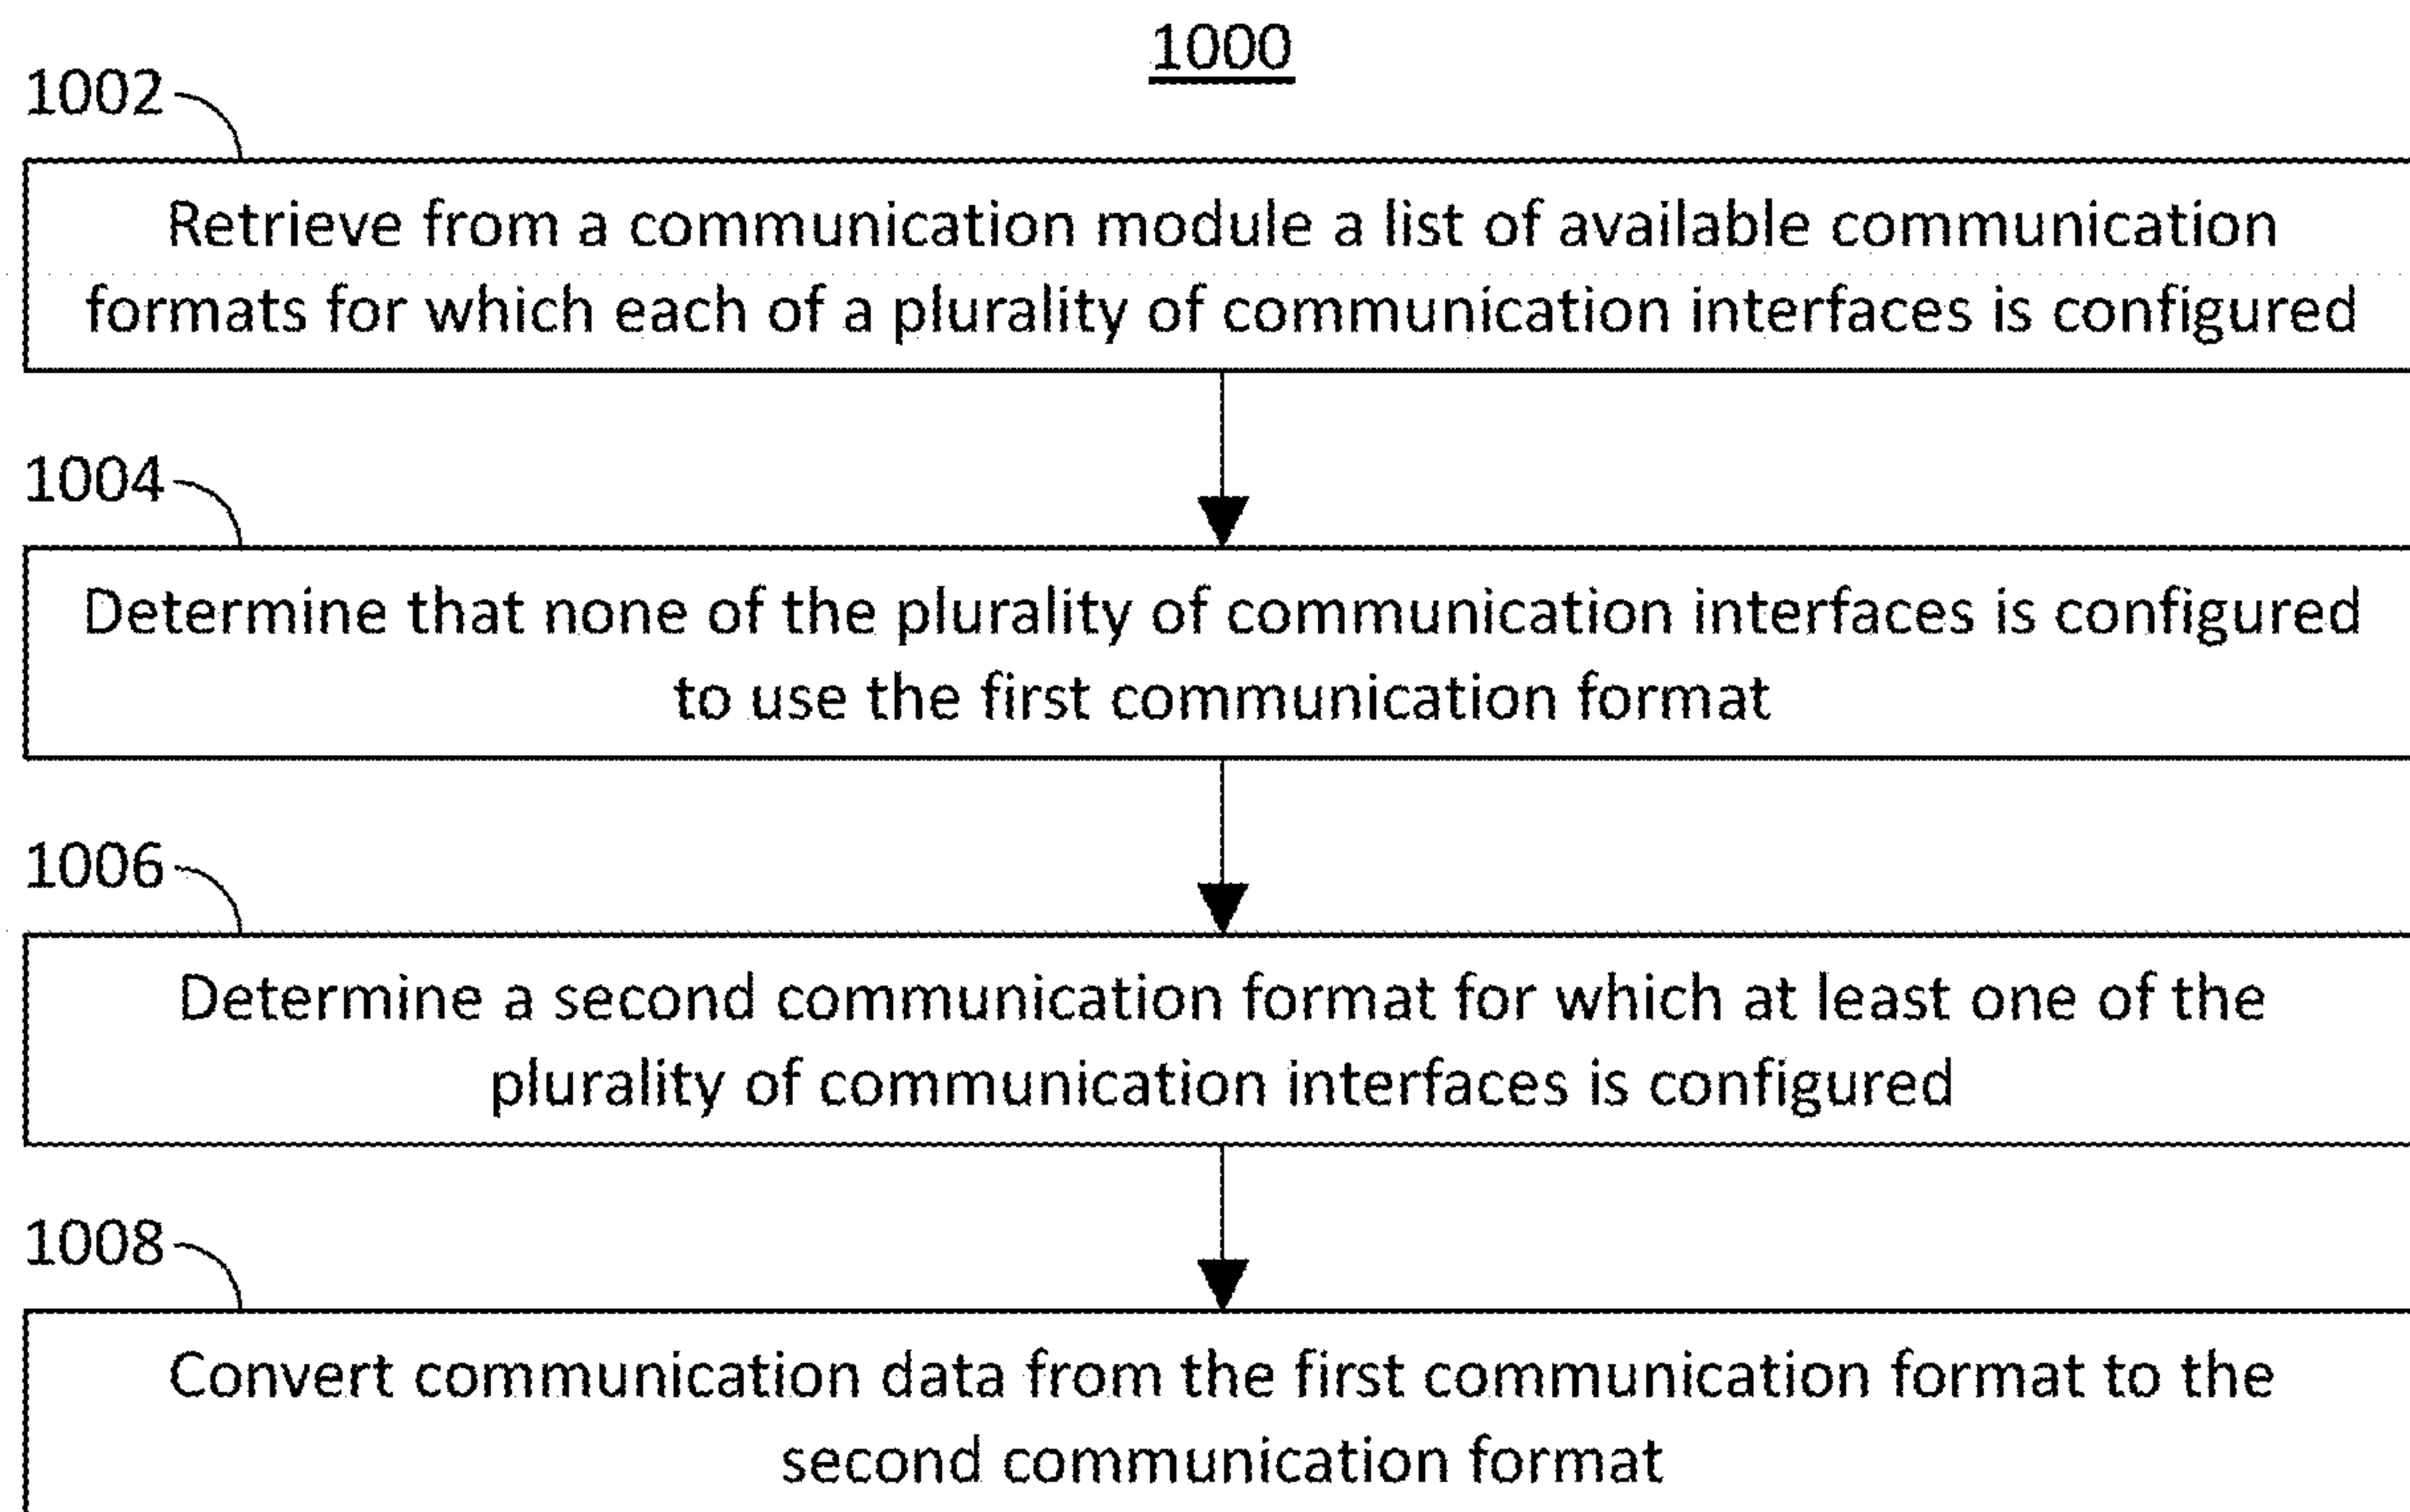 1000
1002
Retrieve from a communication module a list of available communication
formats for which each of a plurality of communication interfaces is configured
1004
Determine that none of the plurality of communication interfaces is configured
to use the first communication format
1006
Determine a second communication format for which at least one of the
plurality of communication interfaces is configured
1008
Convert communication data from the first communication format to the
second communication format